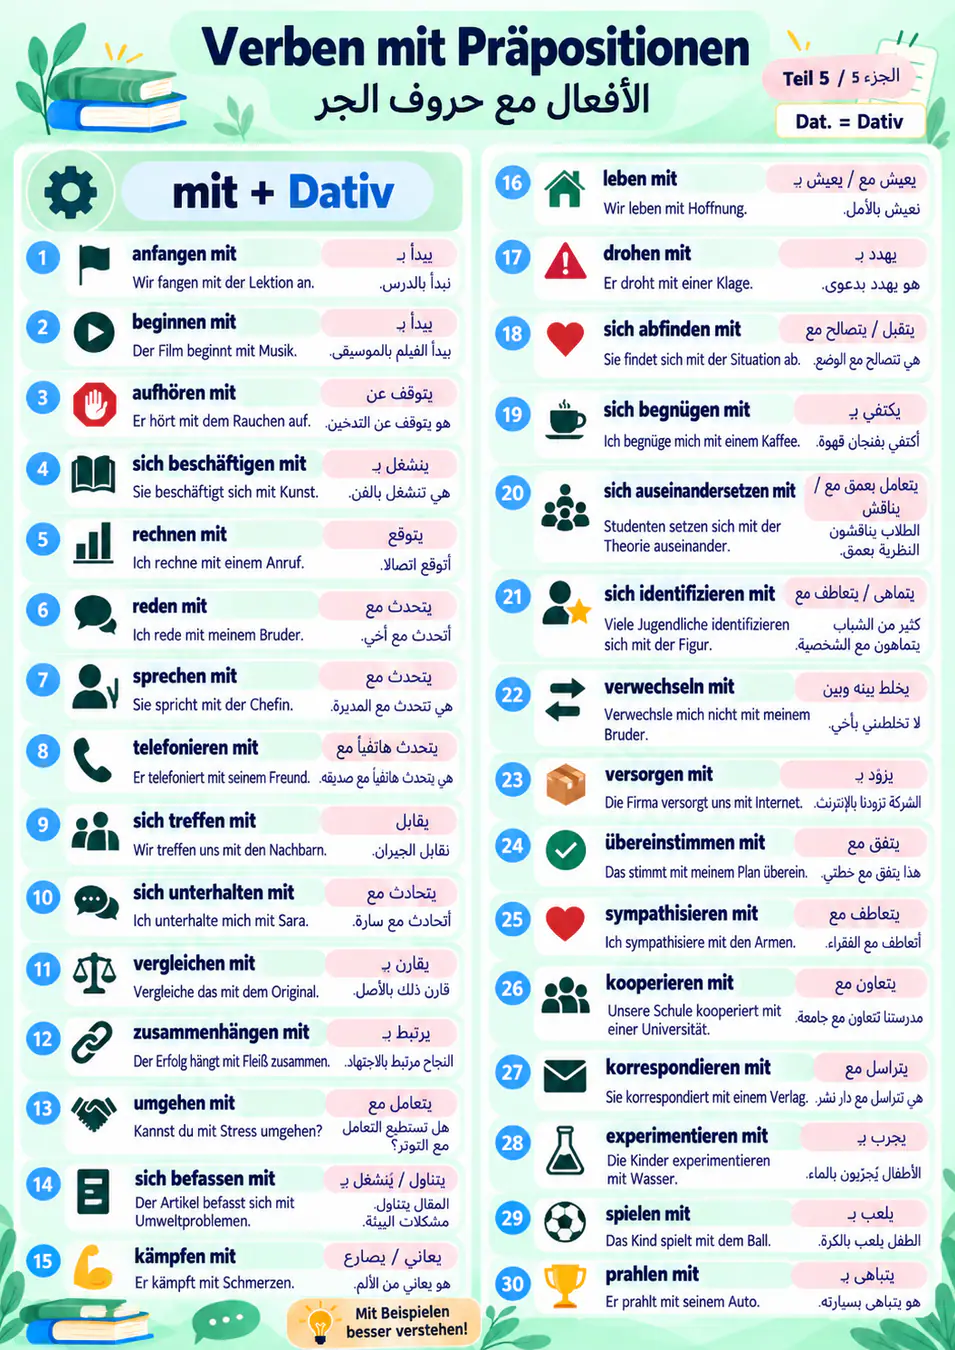 Verben mit Präpositionen
الأفعال مع حروف الجر
Teil 5 / الجزء 5
Dat. = Dativ
mit + Dativ
1
anfangen mit
يبدأ بـ
Wir fangen mit der Lektion an.
نبدأ بالدرس.
2
beginnen mit
يبدأ بـ
Der Film beginnt mit Musik.
يبدأ الفيلم بالموسيقى.
3
aufhören mit
يتوقف عن
Er hört mit dem Rauchen auf.
هو يتوقف عن التدخين.
4
sich beschäftigen mit
ينشغل بـ
Sie beschäftigt sich mit Kunst.
هي تنشغل بالفن.
5
rechnen mit
يتوقع
Ich rechne mit einem Anruf.
أتوقع اتصالا.
6
reden mit
يتحدث مع
Ich rede mit meinem Bruder.
أتحدث مع أخي.
7
sprechen mit
يتحدث مع
Sie spricht mit der Chefin.
هي تتحدث مع المديرة.
8
telefonieren mit
يتحدث هاتفياً مع
Er telefoniert mit seinem Freund.
هي يتحدث هاتفياً مع صديقه.
9
sich treffen mit
يقابل
Wir treffen uns mit den Nachbarn.
نقابل الجيران.
10
sich unterhalten mit
يتحادث مع
Ich unterhalte mich mit Sara.
أتحادث مع سارة.
11
vergleichen mit
يقارن بـ
Vergleiche das mit dem Original.
قارن ذلك بالأصل.
12
zusammenhängen mit
يرتبط بـ
Der Erfolg hängt mit Fleiß zusammen.
النجاح مرتبط بالاجتهاد.
13
umgehen mit
يتعامل مع
Kannst du mit Stress umgehen?
هل تستطيع التعامل
مع التوتر؟
14
sich befassen mit
يتناول / يُنشغل بـ
Der Artikel befasst sich mit
Umweltproblemen.
المقال يتناول.
مشكلات البيئة.
15
kämpfen mit
يعاني / يصارع
Er kämpft mit Schmerzen.
هو يعاني من الألم.
Mit Beispielen
besser verstehen!
16
leben mit
يعيش مع / يعيش بـ
Wir leben mit Hoffnung.
نعيش بالأمل.
17
drohen mit
يهدد بـ
Er droht mit einer Klage.
هو يهدد بدعوى.
18
sich abfinden mit
يتقبل / يتصالح مع
Sie findet sich mit der Situation ab.
هي تتصالح مع الوضع.
19
sich begnügen mit
يكتفي بـ
Ich begnüge mich mit einem Kaffee.
أكتفي بفنجان قهوة.
20
sich auseinandersetzen mit
يتعامل بعمق مع /
يناقش
Studenten setzen sich mit der
Theorie auseinander.
الطلاب يناقشون
النظرية بعمق.
21
sich identifizieren mit
يتماهى / يتعاطف مع
Viele Jugendliche identifizieren
sich mit der Figur.
كثير من الشباب
يتماهون مع الشخصية.
22
verwechseln mit
يخلط بينه وبين
Verwechsle mich nicht mit meinem
Bruder.
لا تخلطني بأخي.
23
versorgen mit
يزوّد بـ
Die Firma versorgt uns mit Internet.
الشركة تزودنا بالإنترنت.
24
übereinstimmen mit
يتفق مع
Das stimmt mit meinem Plan überein.
هذا يتفق مع خطتي.
25
sympathisieren mit
يتعاطف مع
Ich sympathisiere mit den Armen.
أتعاطف مع الفقراء.
26
kooperieren mit
يتعاون مع
Unsere Schule kooperiert mit
einer Universität.
مدرستنا تتعاون مع جامعة.
27
korrespondieren mit
يتراسل مع
Sie korrespondiert mit einem Verlag.
هي تتراسل مع دار نشر.
28
experimentieren mit
يجرب بـ
Die Kinder experimentieren
mit Wasser.
الأطفال يُجرّبون بالماء.
29
spielen mit
يلعب بـ
Das Kind spielt mit dem Ball.
الطفل يلعب بالكرة.
30
prahlen mit
يتباهى بـ
Er prahlt mit seinem Auto.
هو يتباهى بسيارته.